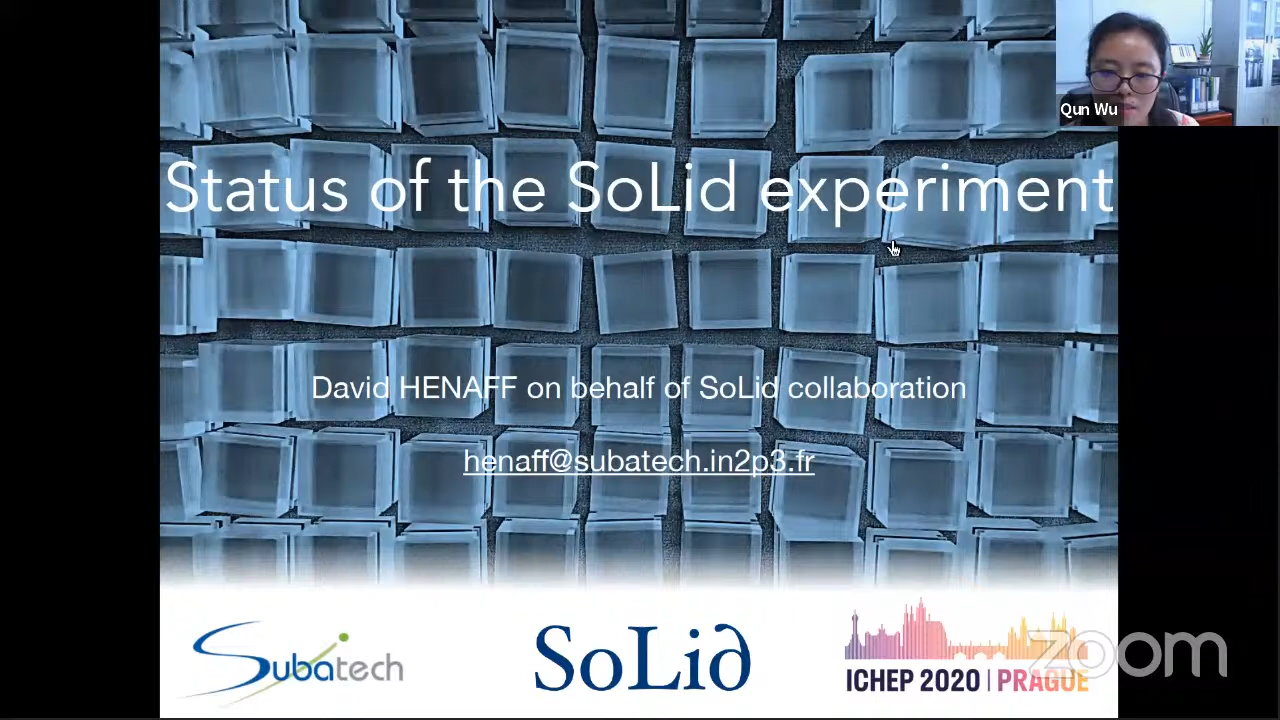 Qun Wu
Status of the SoLid experiment
David HENAFF on behalf of SoLid collaboration
henaff@subatech.in2p3.fr
Subatech
SoLid
ICHEP 2020 | PRAGUE
zoom